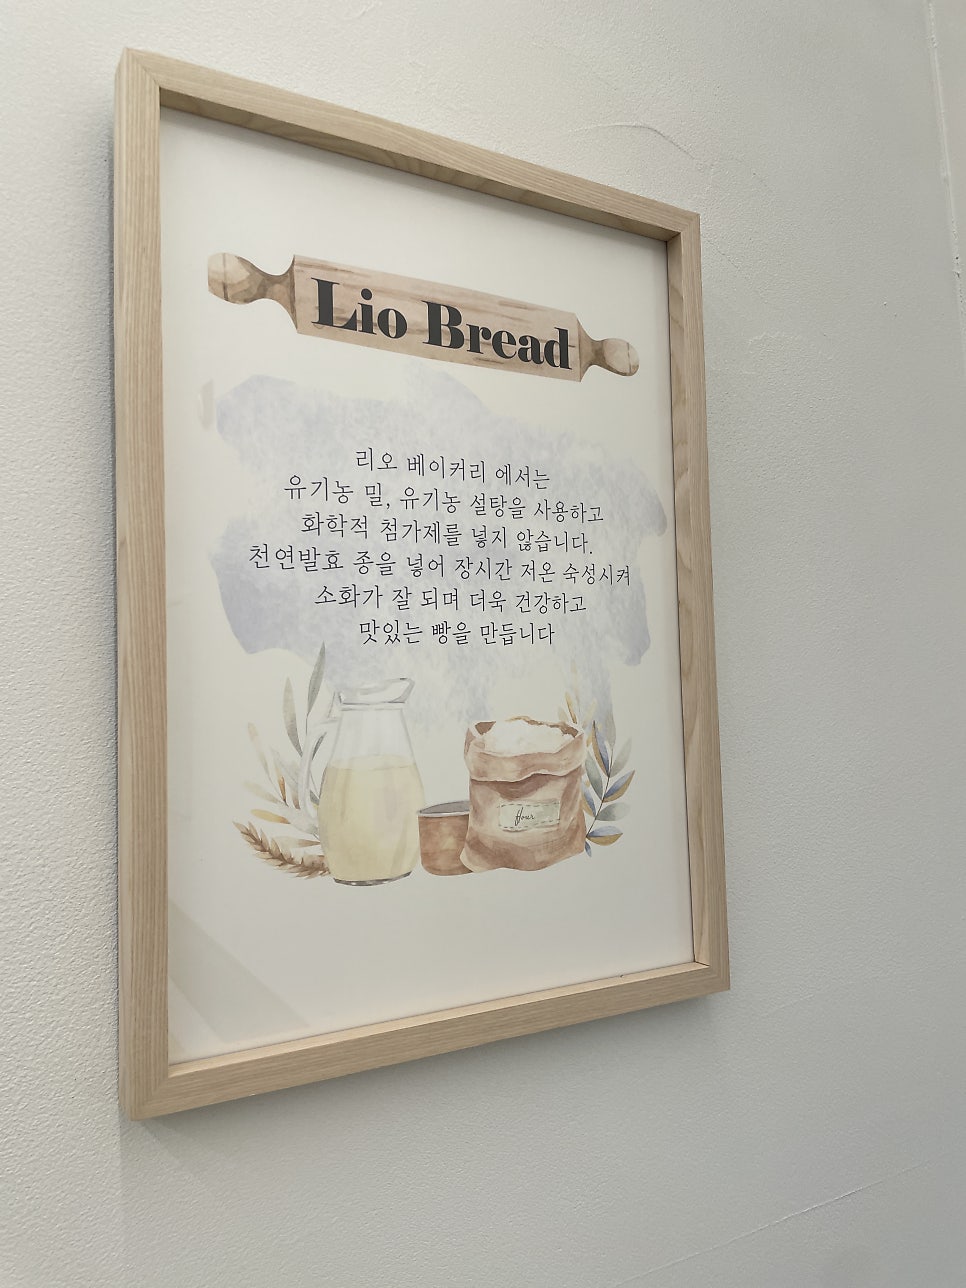 Lio Bread
리오 베이커리 에서는
유기농 밀, 유기농 설탕을 사용하고
화학적 첨가제를 넣지 않습니다.
천연발효 종을 넣어 장시간 저온 숙성시켜
소화가 잘 되며 더욱 건강하고
맛있는 빵을 만듭니다
flour